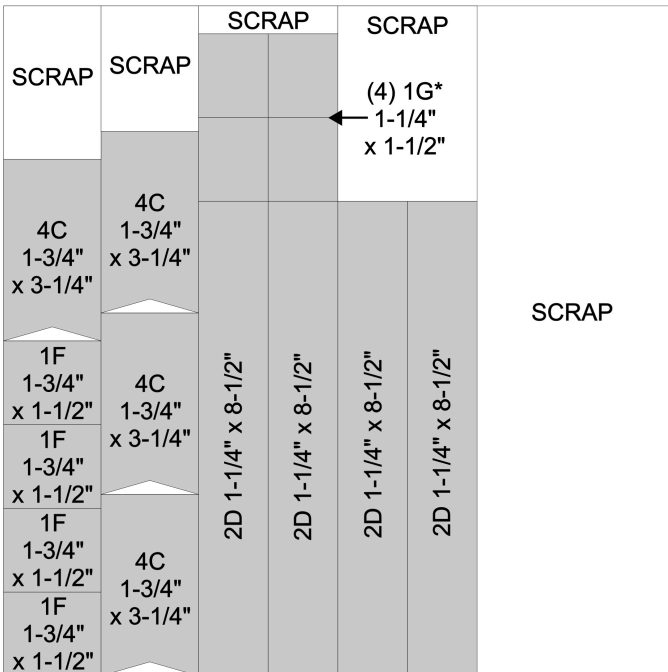 SCRAP
4C
1-3/4"
x 3-1/4"
1F
1-3/4"
x 1-1/2"
1F
1-3/4"
x 1-1/2"
1F
1-3/4"
x 1-1/2"
1F
1-3/4"
x 1-1/2"
SCRAP
4C
1-3/4"
x 3-1/4"
4C
1-3/4"
x 3-1/4"
4C
1-3/4"
x 3-1/4"
SCRAP
2D 1-1/4" x 8-1/2"
2D 1-1/4" x 8-1/2"
SCRAP
(4) 1G*
1-1/4"
x 1-1/2"
2D 1-1/4" x 8-1/2"
2D 1-1/4" x 8-1/2"
SCRAP